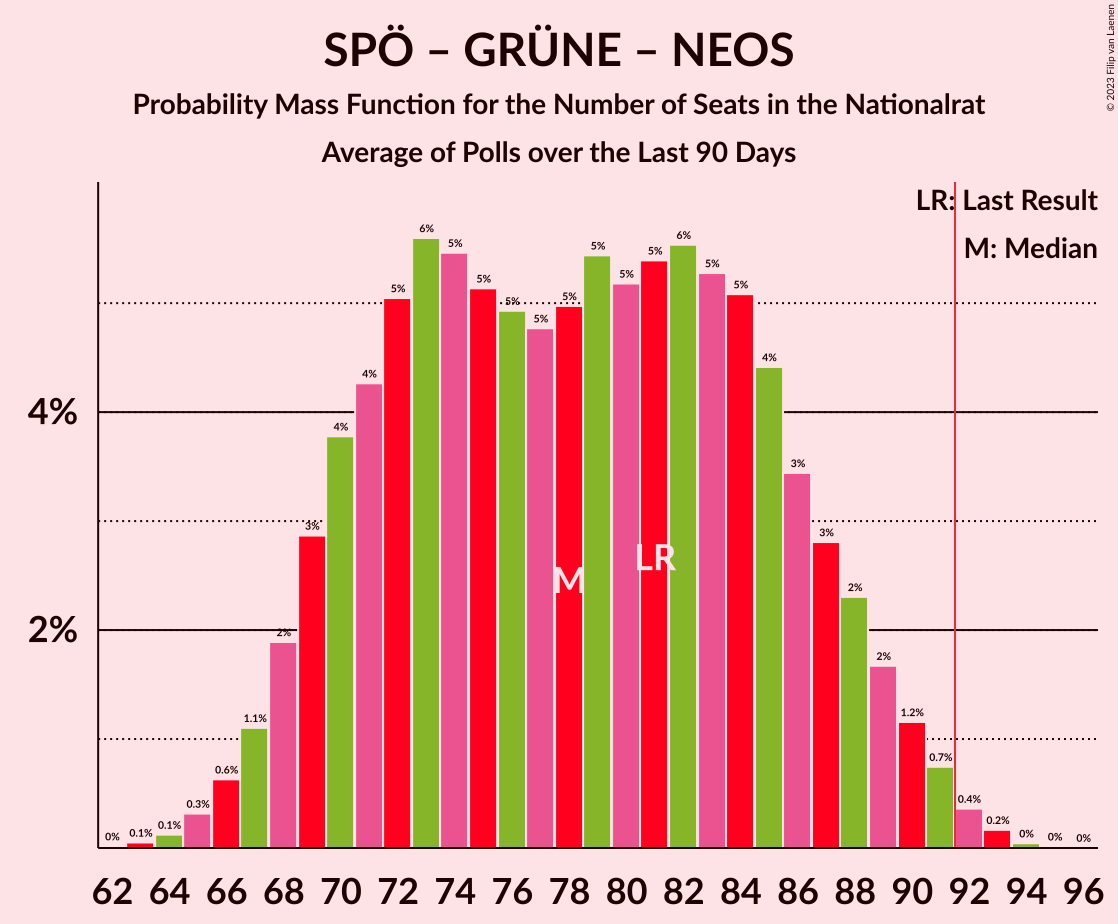 SPÖ – GRÜNE – NEOS
Probability Mass Function for the Number of Seats in the Nationalrat
Average of Polls over the Last 90 Days
© 2023 Filip van Laenen
LR: Last Result
M: Median
4%
2%
0% 0.1% 0.1% 0.3% 0.6% 1.1% 2% 3% 4% 4% 5% 6% 5% 5% 5% 5% 5% 5% 5% 5% 6% 5% 5% 4% 3% 3% 2% 2% 1.2% 0.7% 0.4% 0.2% 0% 0% 0%
M
LR
62 64 66 68 70 72 74 76 78 80 82 84 86 88 90 92 94 96